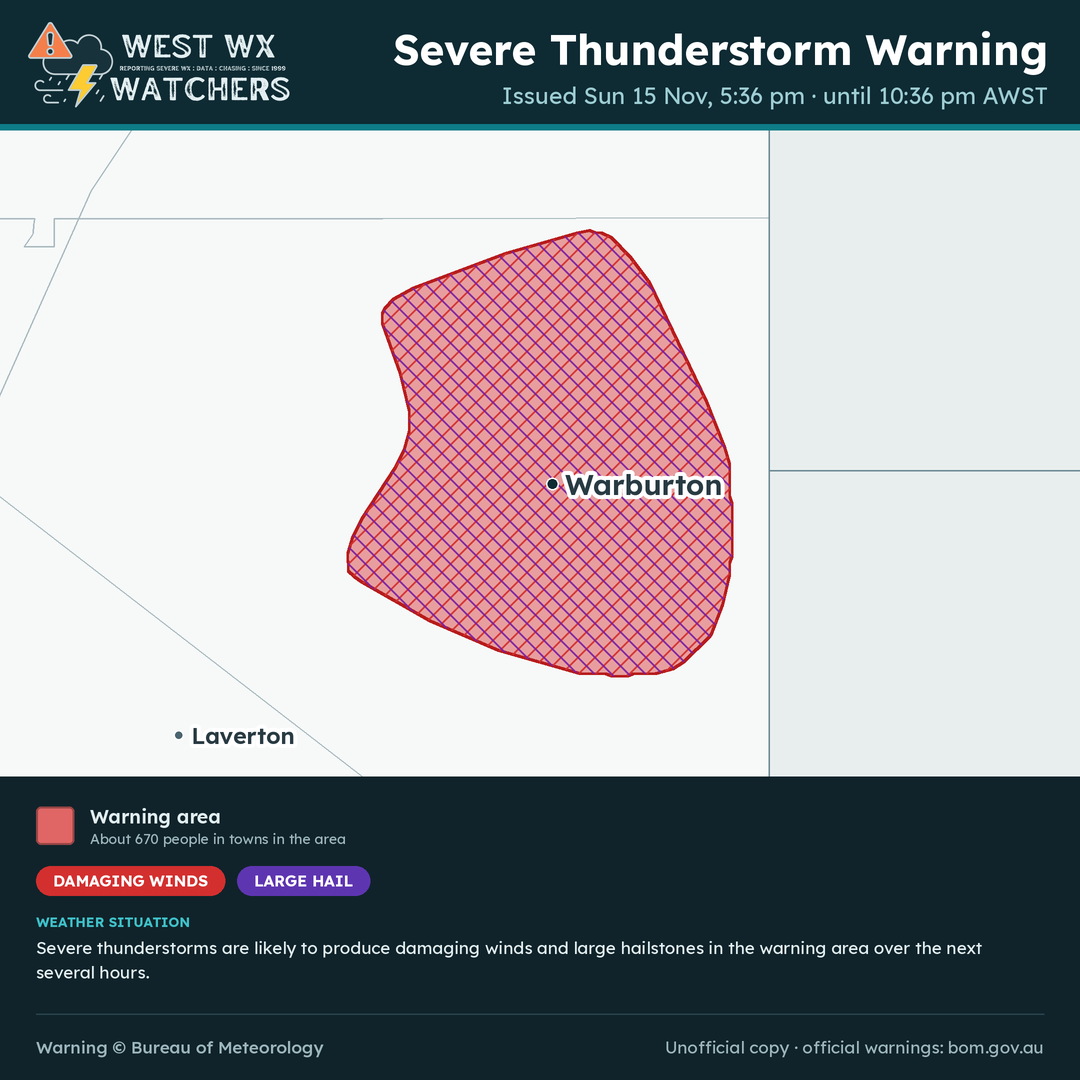 WEST WX
REPORTING SEVERE WX : DATA : CHASING : SINCE 1999
WATCHERS
Severe Thunderstorm Warning
Issued Sun 15 Nov, 5:36 pm · until 10:36 pm AWST
Warburton
Laverton
Warning area
About 670 people in towns in the area
DAMAGING WINDS
LARGE HAIL
WEATHER SITUATION
Severe thunderstorms are likely to produce damaging winds and large hailstones in the warning area over the next
several hours.
Warning © Bureau of Meteorology
Unofficial copy · official warnings: bom.gov.au